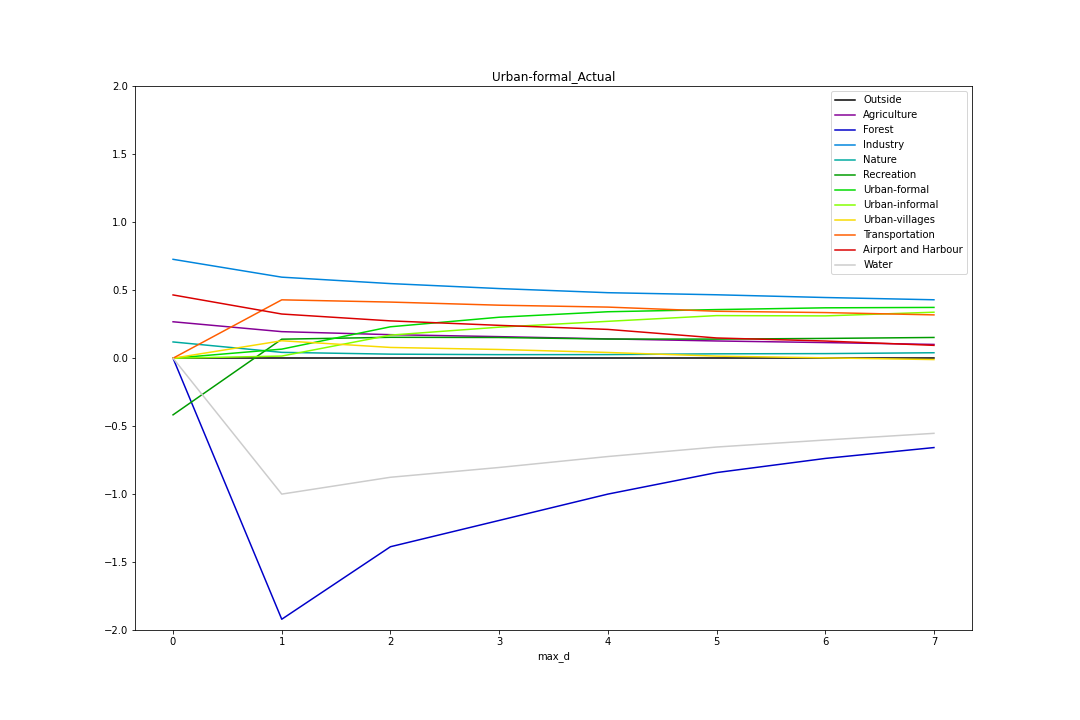 Urban-formal_Actual
2.0
1.5
1.0
0.5
0.0
−0.5
−1.0
−1.5
−2.0
Outside
Agriculture
Forest
Industry
Nature
Recreation
Urban-formal
Urban-informal
Urban-villages
Transportation
Airport and Harbour
Water
0 1 2 3 4 5 6 7
max_d